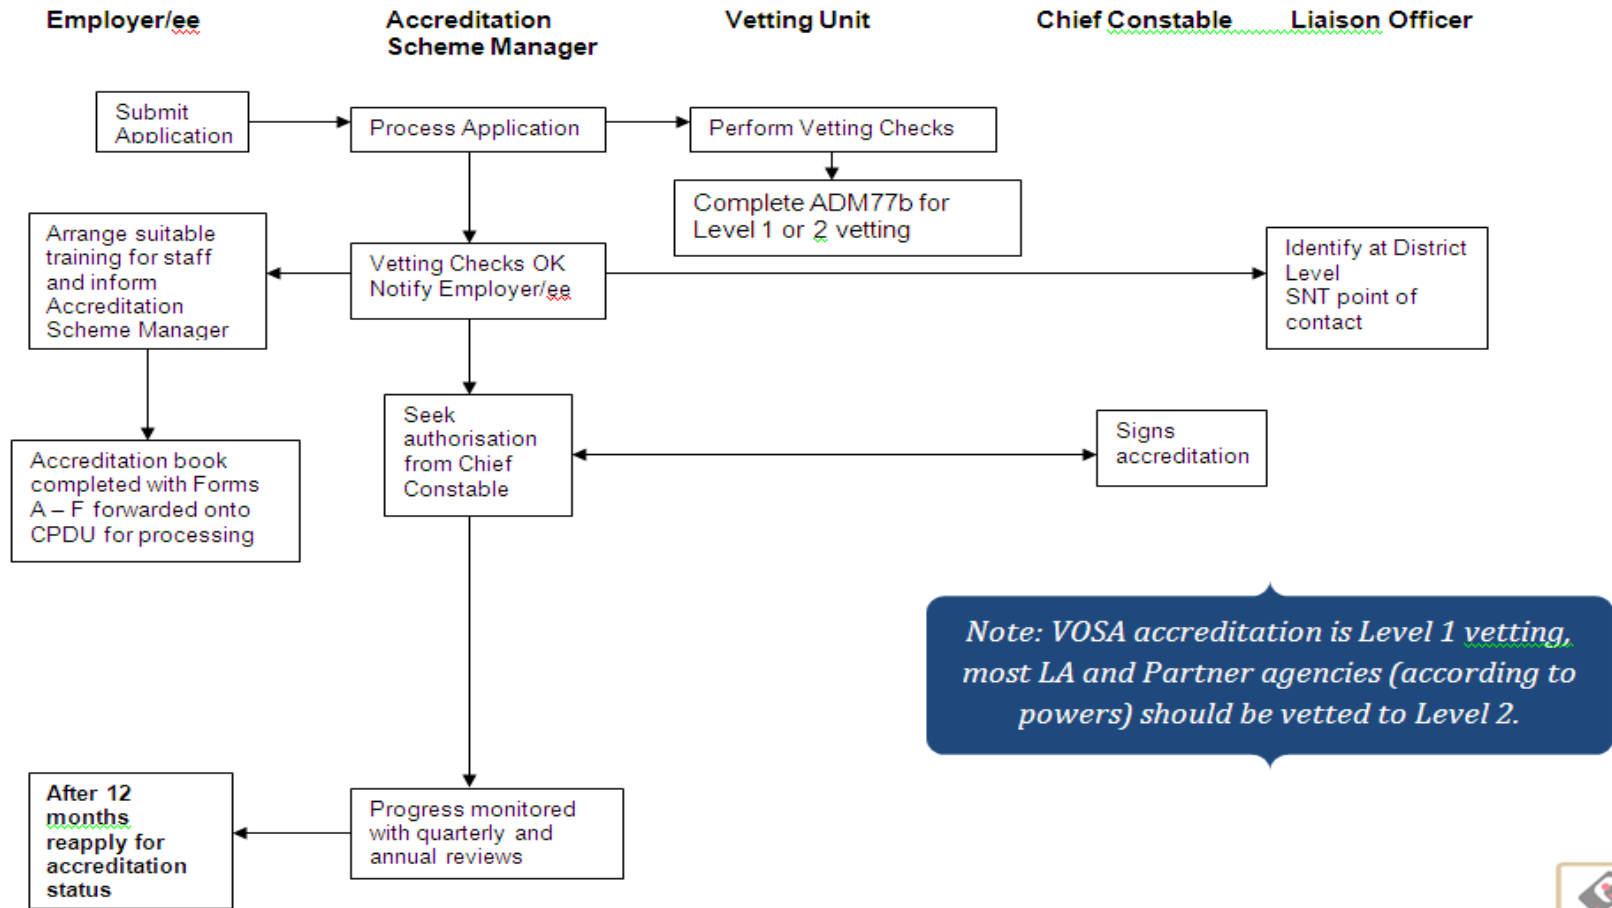 Employer/ee
Accreditation
Scheme Manager
Vetting Unit
Chief Constable
Liaison Officer
Submit
Application
Process Application
Perform Vetting Checks
Complete ADM77b for
Level 1 or 2 vetting
Arrange suitable
training for staff
and inform
Accreditation
Scheme Manager
Vetting Checks OK
Notify Employer/ee
Identify at District
Level
SNT point of
contact
Accreditation book
completed with Forms
A – F forwarded onto
CPDU for processing
Seek
authorisation
from Chief
Constable
Signs
accreditation
Note: VOSA accreditation is Level 1 vetting,
most LA and Partner agencies (according to
powers) should be vetted to Level 2.
After 12
months
reapply for
accreditation
status
Progress monitored
with quarterly and
annual reviews